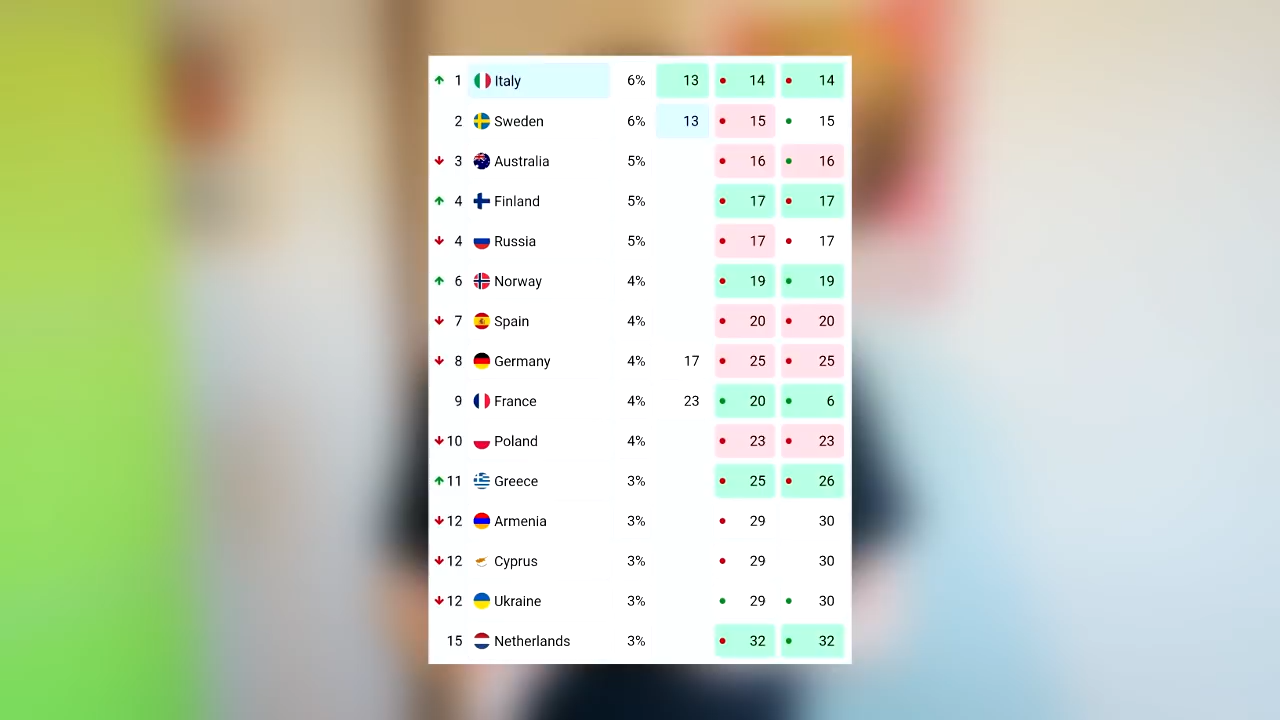 1 Italy 6% 13 14 14
2 Sweden 6% 13 15 15
3 Australia 5% 16 16
4 Finland 5% 17 17
4 Russia 5% 17 17
6 Norway 4% 19 19
7 Spain 4% 20 20
8 Germany 4% 17 25 25
9 France 4% 23 20 6
10 Poland 4% 23 23
11 Greece 3% 25 26
12 Armenia 3% 29 30
12 Cyprus 3% 29 30
12 Ukraine 3% 29 30
15 Netherlands 3% 32 32